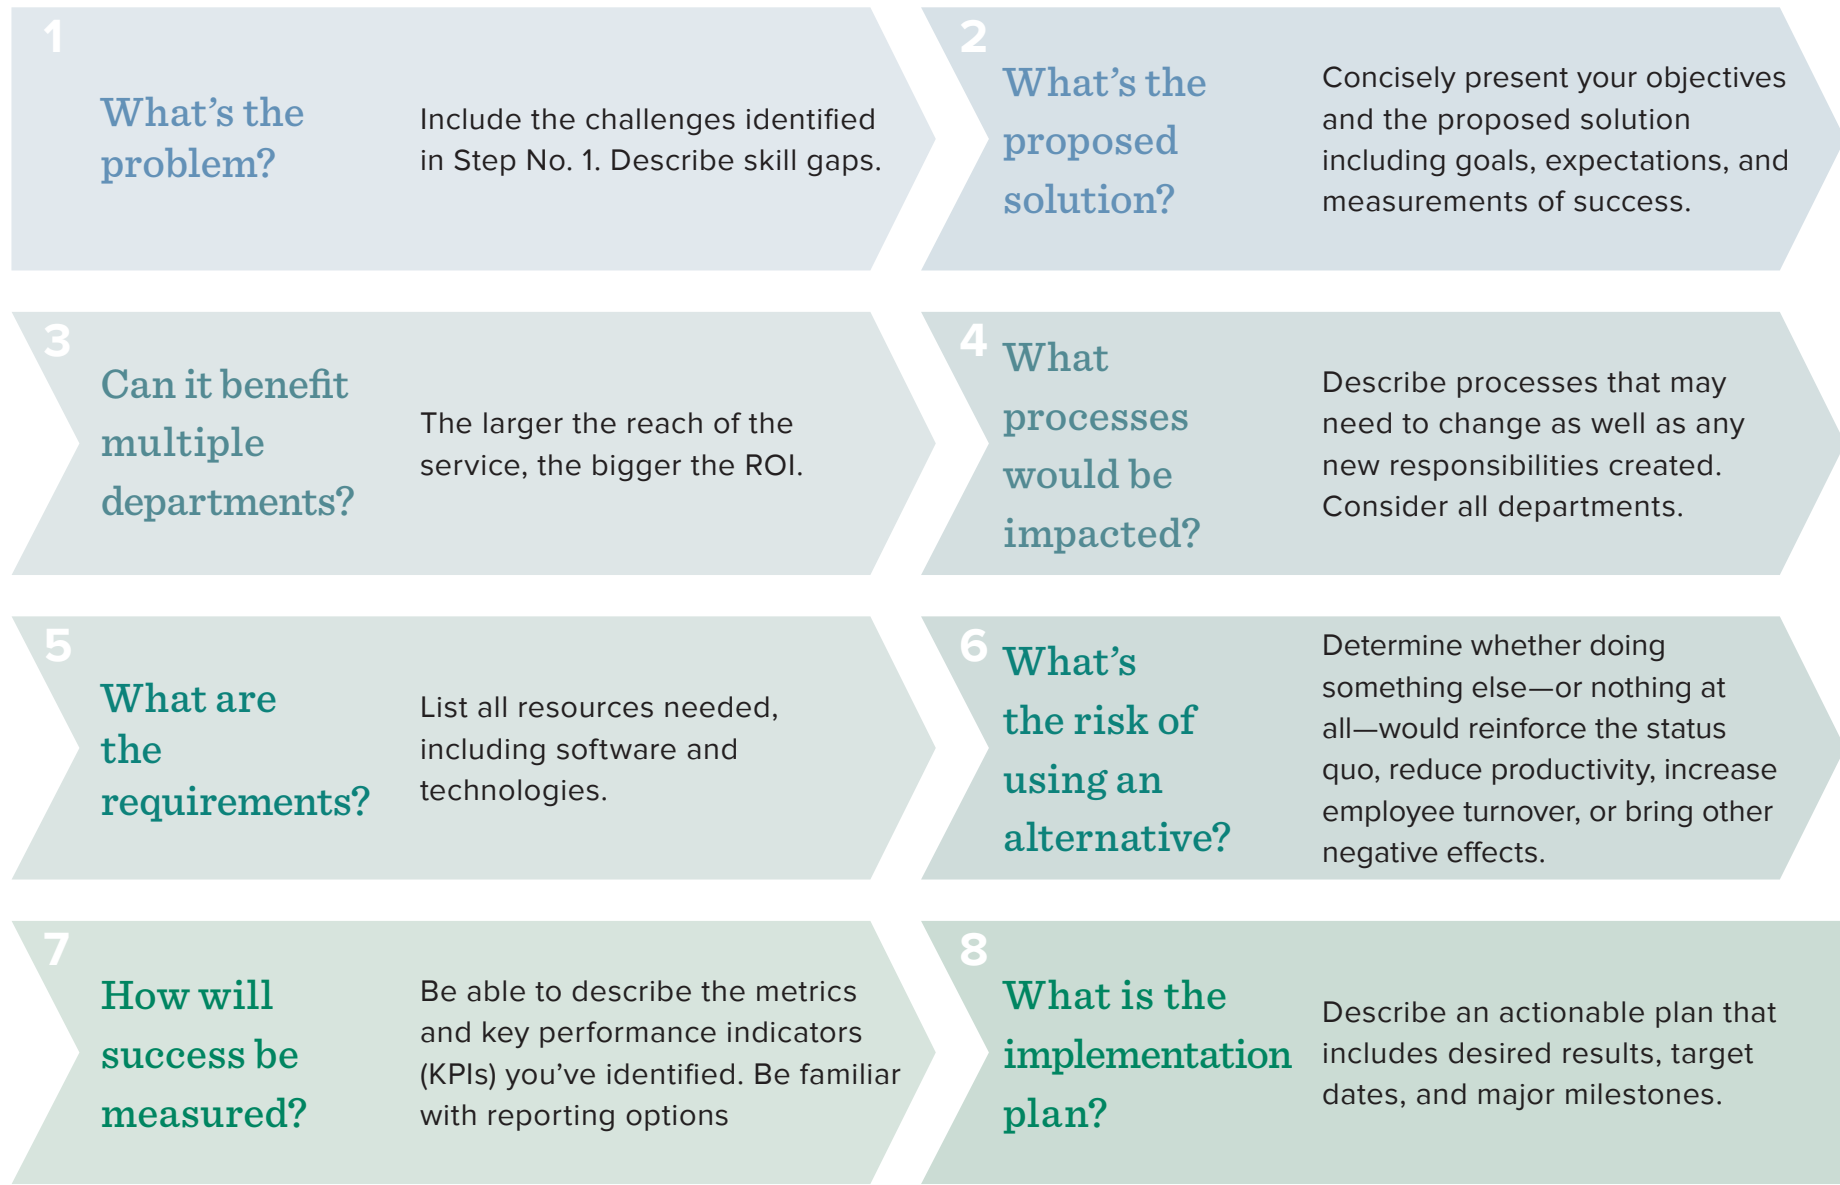 1
What's the
problem?
Include the challenges identified
in Step No. 1. Describe skill gaps.
2
What's the
proposed
solution?
Concisely present your objectives
and the proposed solution
including goals, expectations, and
measurements of success.
3
Can it benefit
multiple
departments?
The larger the reach of the
service, the bigger the ROI.
4
What
processes
would be
impacted?
Describe processes that may
need to change as well as any
new responsibilities created.
Consider all departments.
5
What are
the
requirements?
List all resources needed,
including software and
technologies.
6
What's
the risk of
using an
alternative?
Determine whether doing
something else—or nothing at
all—would reinforce the status
quo, reduce productivity, increase
employee turnover, or bring other
negative effects.
7
How will
success be
measured?
Be able to describe the metrics
and key performance indicators
(KPIs) you've identified. Be familiar
with reporting options
8
What is the
implementation
plan?
Describe an actionable plan that
includes desired results, target
dates, and major milestones.